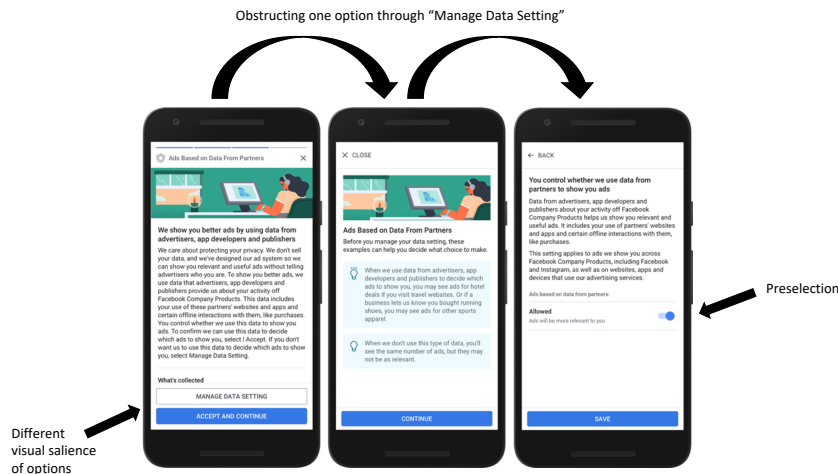 Obstructing one option through “Manage Data Setting”
Ads Based on Data From Partners
We show you better ads by using data from
advertisers, app developers and publishers
We care about protecting your privacy. We don't sell
your data, and we've designed our ad system so we
can show you relevant and useful ads without telling
advertisers who you are. To show you better ads, we
use data that advertisers, app developers and
publishers provide us about your activity off
Facebook Company Products. This data includes
your use of these partners' websites and apps and
certain offline interactions with them, like purchases.
You control whether we use this data to show you
ads. To confirm we can use this data to decide
which ads to show you, select I Accept. If you don't
want us to use this data to decide which ads to show
you, select Manage Data Setting.
What's collected
MANAGE DATA SETTING
ACCEPT AND CONTINUE
CLOSE
Ads Based on Data From Partners
Before you manage your data setting, these
examples can help you decide what choice to make.
When we use data from advertisers, app
developers and publishers to decide which
ads to show you, you may see ads for hotel
deals if you visit travel websites. Or if a
business lets us know you bought running
shoes, you may see ads for other sports
apparel.
When we don't use this type of data, you'll
see the same number of ads, but they may
not be as relevant.
CONTINUE
BACK
You control whether we use data from
partners to show you ads
Data from advertisers, app developers and
publishers about your activity off Facebook
Company Products helps us show you relevant and
useful ads. It includes your use of partners' websites
and apps and certain offline interactions with them,
like purchases.
This setting applies to ads we show you across
Facebook Company Products, including Facebook
and Instagram, as well as on websites, apps and
devices that use our advertising services.
Ads based on data from partners:
Allowed
Ads will be more relevant to you
SAVE
Preselection
Different
visual salience
of options